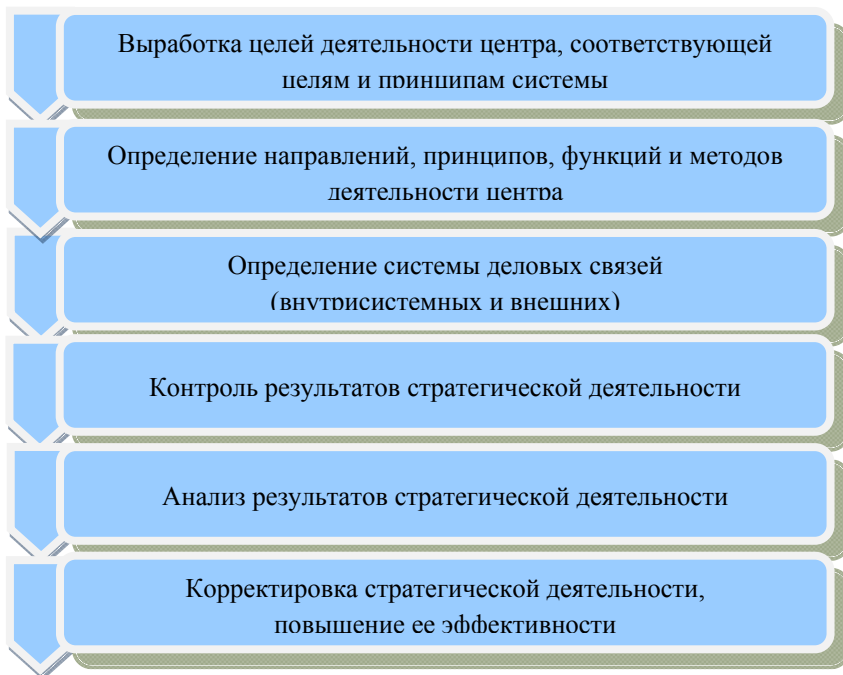 Выработка целей деятельности центра, соответствующей
целям и принципам системы
Определение направлений, принципов, функций и методов
деятельности центра
Определение системы деловых связей
(внутрисистемных и внешних)
Контроль результатов стратегической деятельности
Анализ результатов стратегической деятельности
Корректировка стратегической деятельности,
повышение ее эффективности